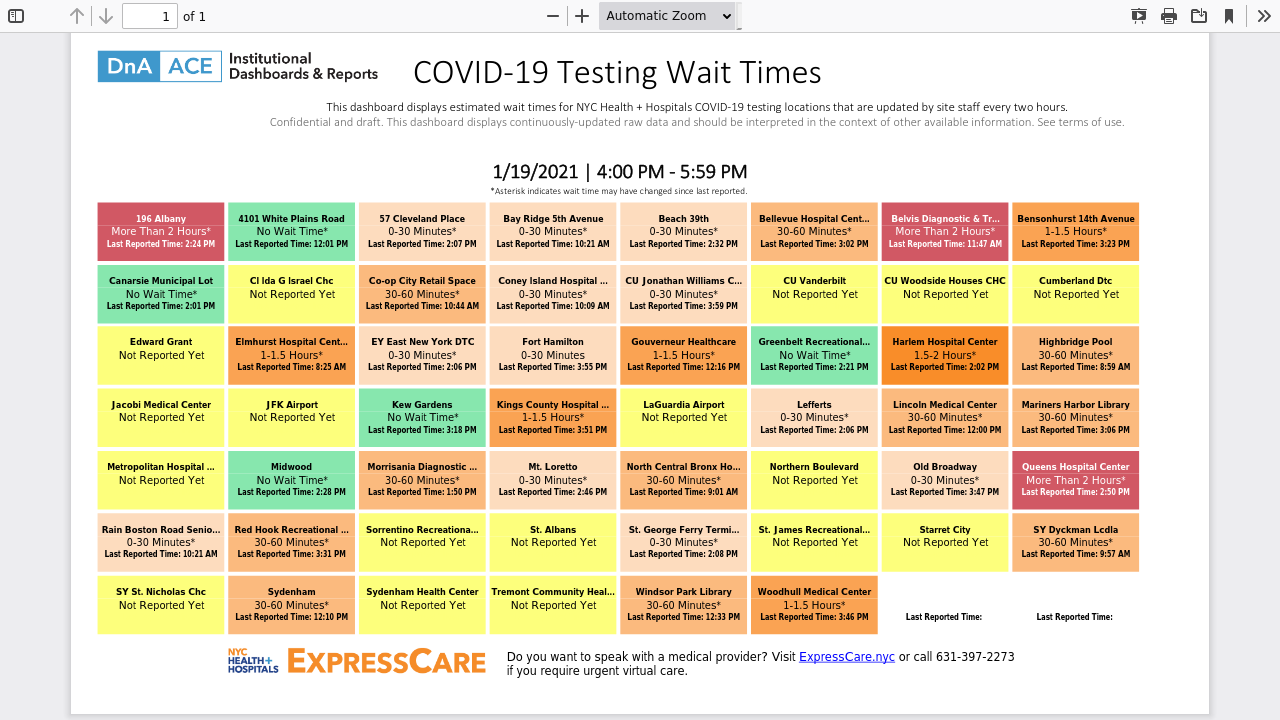 1 of 1
Automatic Zoom
DnA ACE Institutional
Dashboards & Reports
COVID-19 Testing Wait Times
This dashboard displays estimated wait times for NYC Health + Hospitals COVID-19 testing locations that are updated by site staff every two hours.
Confidential and draft. This dashboard displays continuously-updated raw data and should be interpreted in the context of other available information. See terms of use.
1/19/2021 | 4:00 PM - 5:59 PM
*Asterisk indicates wait time may have changed since last reported.
196 Albany
More Than 2 Hours*
Last Reported Time: 2:24 PM
4101 White Plains Road
No Wait Time*
Last Reported Time: 12:01 PM
57 Cleveland Place
0-30 Minutes*
Last Reported Time: 2:07 PM
Bay Ridge 5th Avenue
0-30 Minutes*
Last Reported Time: 10:21 AM
Beach 39th
0-30 Minutes*
Last Reported Time: 2:32 PM
Bellevue Hospital Cent...
30-60 Minutes*
Last Reported Time: 3:02 PM
Belvis Diagnostic & Tr...
More Than 2 Hours*
Last Reported Time: 11:47 AM
Bensonhurst 14th Avenue
1-1.5 Hours*
Last Reported Time: 3:23 PM
Canarsie Municipal Lot
No Wait Time*
Last Reported Time: 2:01 PM
CI Ida G Israel Chc
Not Reported Yet
Co-op City Retail Space
30-60 Minutes*
Last Reported Time: 10:44 AM
Coney Island Hospital ...
0-30 Minutes*
Last Reported Time: 10:09 AM
CU Jonathan Williams C...
0-30 Minutes*
Last Reported Time: 3:59 PM
CU Vanderbilt
Not Reported Yet
CU Woodside Houses CHC
Not Reported Yet
Cumberland Dtc
Not Reported Yet
Edward Grant
Not Reported Yet
Elmhurst Hospital Cent...
1-1.5 Hours*
Last Reported Time: 8:25 AM
EY East New York DTC
0-30 Minutes*
Last Reported Time: 2:06 PM
Fort Hamilton
0-30 Minutes
Last Reported Time: 3:55 PM
Gouverneur Healthcare
1-1.5 Hours*
Last Reported Time: 12:16 PM
Greenbelt Recreational...
No Wait Time*
Last Reported Time: 2:21 PM
Harlem Hospital Center
1.5-2 Hours*
Last Reported Time: 2:02 PM
Highbridge Pool
30-60 Minutes*
Last Reported Time: 8:59 AM
Jacobi Medical Center
Not Reported Yet
JFK Airport
Not Reported Yet
Kew Gardens
No Wait Time*
Last Reported Time: 3:18 PM
Kings County Hospital ...
1-1.5 Hours*
Last Reported Time: 3:51 PM
LaGuardia Airport
Not Reported Yet
Lefferts
0-30 Minutes*
Last Reported Time: 2:06 PM
Lincoln Medical Center
30-60 Minutes*
Last Reported Time: 12:00 PM
Mariners Harbor Library
30-60 Minutes*
Last Reported Time: 3:06 PM
Metropolitan Hospital ...
Not Reported Yet
Midwood
No Wait Time*
Last Reported Time: 2:28 PM
Morrisania Diagnostic ...
30-60 Minutes*
Last Reported Time: 1:50 PM
Mt. Loretto
0-30 Minutes*
Last Reported Time: 2:46 PM
North Central Bronx Ho...
30-60 Minutes*
Last Reported Time: 9:01 AM
Northern Boulevard
Not Reported Yet
Old Broadway
0-30 Minutes*
Last Reported Time: 3:47 PM
Queens Hospital Center
More Than 2 Hours*
Last Reported Time: 2:50 PM
Rain Boston Road Senio...
0-30 Minutes*
Last Reported Time: 10:21 AM
Red Hook Recreational ...
30-60 Minutes*
Last Reported Time: 3:31 PM
Sorrentino Recreationa...
Not Reported Yet
St. Albans
Not Reported Yet
St. George Ferry Termi...
0-30 Minutes*
Last Reported Time: 2:08 PM
St. James Recreational...
Not Reported Yet
Starret City
Not Reported Yet
SY Dyckman Lcdla
30-60 Minutes*
Last Reported Time: 9:57 AM
SY St. Nicholas Chc
Not Reported Yet
Sydenham
30-60 Minutes*
Last Reported Time: 12:10 PM
Sydenham Health Center
Not Reported Yet
Tremont Community Heal...
Not Reported Yet
Windsor Park Library
30-60 Minutes*
Last Reported Time: 12:33 PM
Woodhull Medical Center
1-1.5 Hours*
Last Reported Time: 3:46 PM
Last Reported Time:
Last Reported Time:
NYC
HEALTH+
HOSPITALS
EXPRESSCARE
Do you want to speak with a medical provider? Visit ExpressCare.nyc or call 631-397-2273
if you require urgent virtual care.